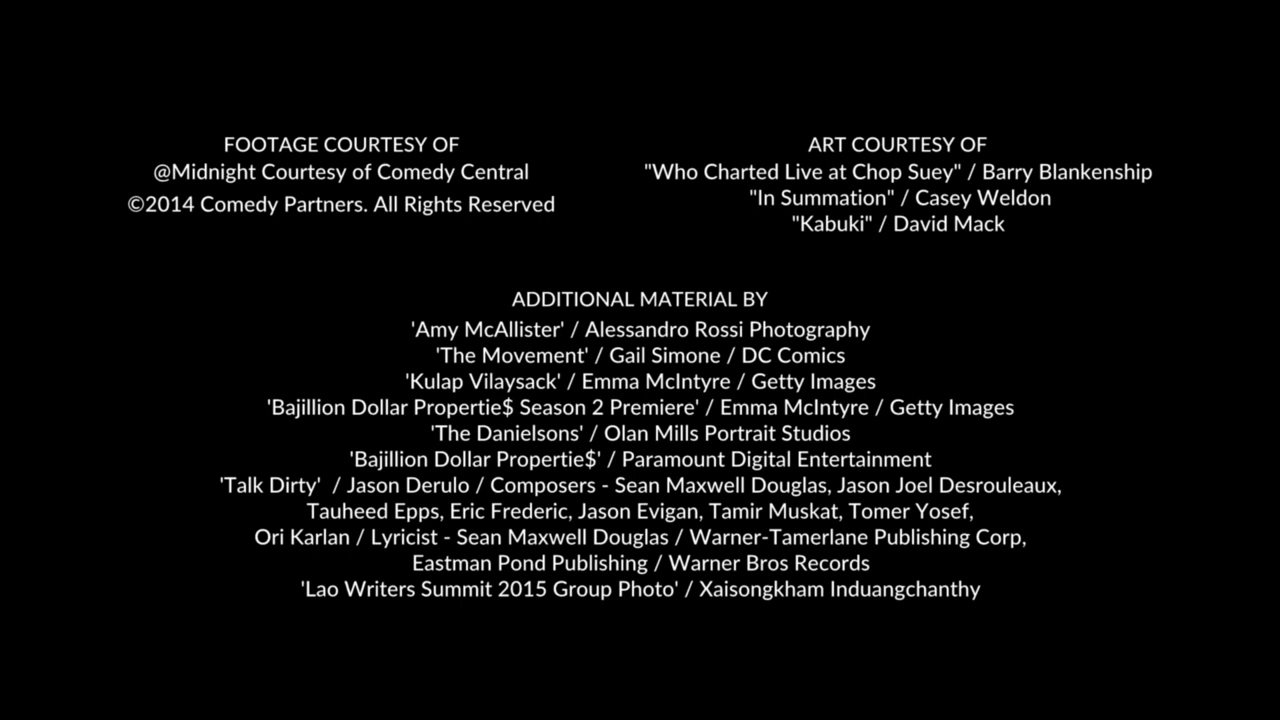 FOOTAGE COURTESY OF
@Midnight Courtesy of Comedy Central
©2014 Comedy Partners. All Rights Reserved
ART COURTESY OF
"Who Charted Live at Chop Suey" / Barry Blankenship
"In Summation" / Casey Weldon
"Kabuki" / David Mack
ADDITIONAL MATERIAL BY
'Amy McAllister' / Alessandro Rossi Photography
'The Movement' / Gail Simone / DC Comics
'Kulap Vilaysack' / Emma McIntyre / Getty Images
'Bajillion Dollar Propertie$ Season 2 Premiere' / Emma McIntyre / Getty Images
'The Danielsons' / Olan Mills Portrait Studios
'Bajillion Dollar Propertie$' / Paramount Digital Entertainment
'Talk Dirty'  / Jason Derulo / Composers - Sean Maxwell Douglas, Jason Joel Desrouleaux,
Tauheed Epps, Eric Frederic, Jason Evigan, Tamir Muskat, Tomer Yosef,
Ori Karlan / Lyricist - Sean Maxwell Douglas / Warner-Tamerlane Publishing Corp,
Eastman Pond Publishing / Warner Bros Records
'Lao Writers Summit 2015 Group Photo' / Xaisongkham Induangchanthy